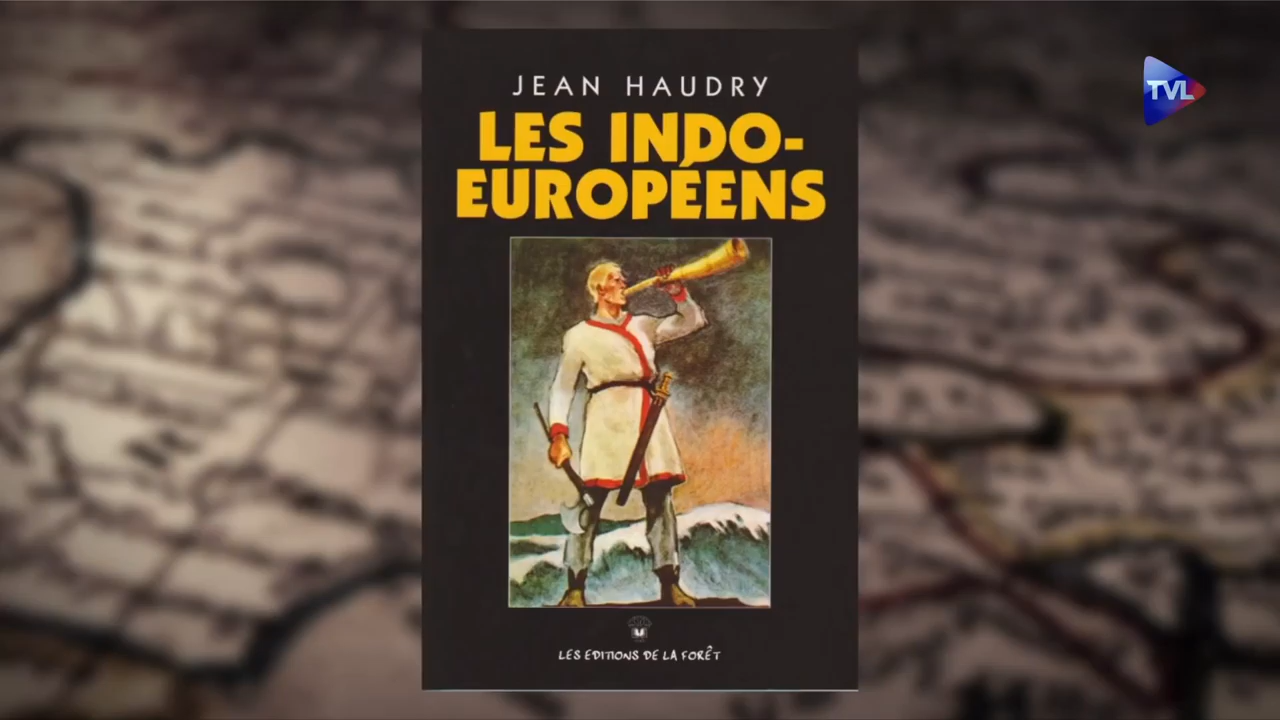 TVL
JEAN HAUDRY
LES INDO-
EUROPÉENS
LES EDITIONS DE LA FORÊT